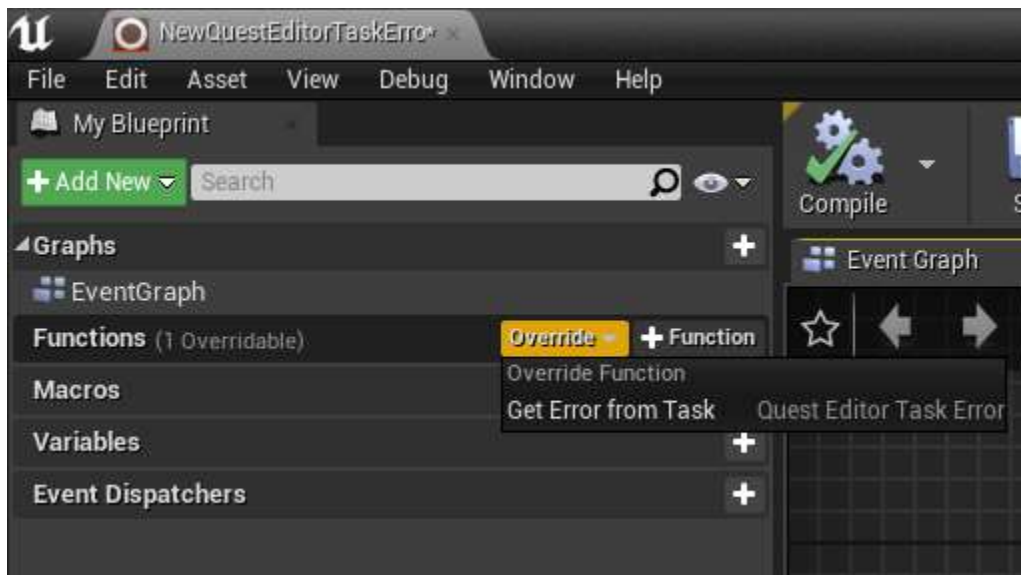 NewQuestEditorTaskErro*
File Edit Asset View Debug Window Help
My Blueprint
+ Add New Search
Compile
Graphs +
Event Graph
EventGraph
Functions (1 Overridable) Override + Function
Override Function
Macros
Get Error from Task Quest Editor Task Error
Variables +
Event Dispatchers +